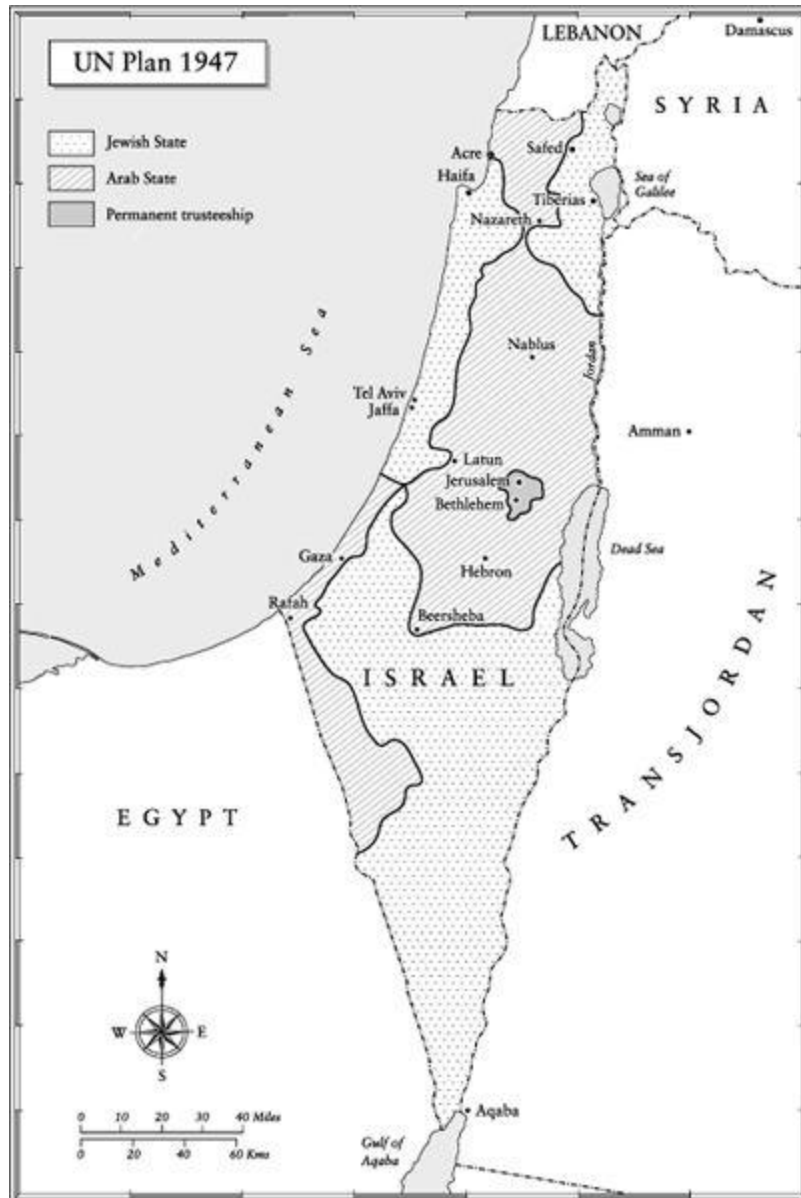 UN Plan 1947
Jewish State
Arab State
Permanent trusteeship
LEBANON
Damascus
SYRIA
Acre
Safed
Haifa
Sea of
Galilee
Tiberias
Nazareth
Mediterranean Sea
Nablus
Jordan
Tel Aviv
Jaffa
Amman
Latun
Jerusalem
Bethlehem
Gaza
Hebron
Dead Sea
Rafah
Beersheba
ISRAEL
TRANSJORDAN
EGYPT
N
W
E
S
Aqaba
0 10 20 30 40 Miles
0 20 40 60 Kms
Gulf of
Aqaba